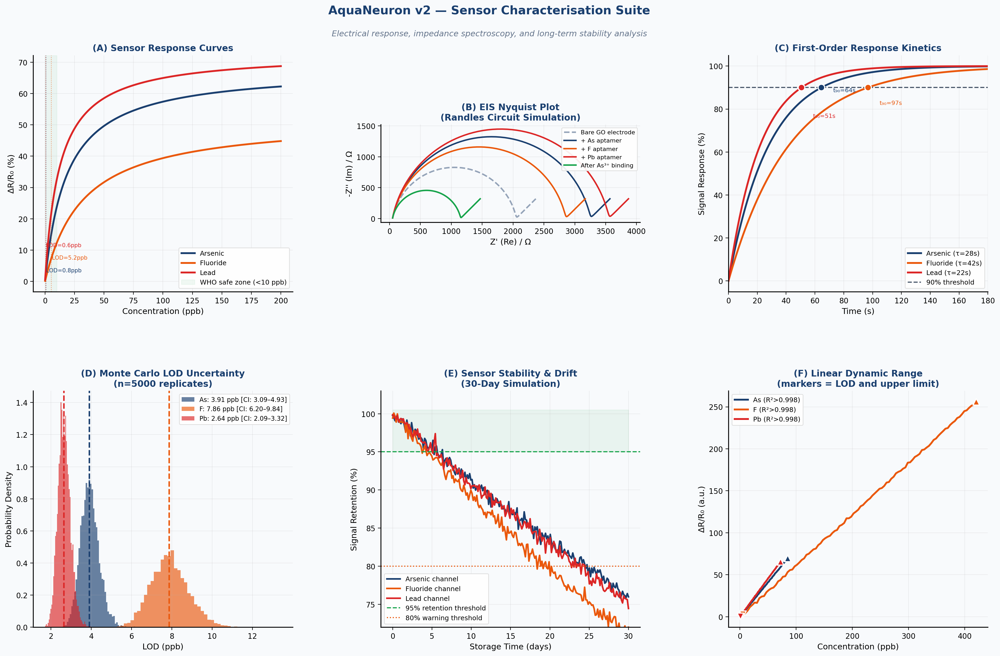 AquaNeuron v2 — Sensor Characterisation Suite
Electrical response, impedance spectroscopy, and long-term stability analysis
(A) Sensor Response Curves
ΔR/R₀ (%)
70
60
50
40
30
20
10
0
LOD=0.6ppb
LOD=5.2ppb
LOD=0.8ppb
Arsenic
Fluoride
Lead
WHO safe zone (<10 ppb)
0 25 50 75 100 125 150 175 200
Concentration (ppb)
(B) EIS Nyquist Plot
(Randles Circuit Simulation)
-Z'' (Im) / Ω
1500
1000
500
0
Bare GO electrode
+ As aptamer
+ F aptamer
+ Pb aptamer
After As³⁺ binding
0 500 1000 1500 2000 2500 3000 3500 4000
Z' (Re) / Ω
(C) First-Order Response Kinetics
Signal Response (%)
100
80
60
40
20
0
t₉₀=64s
t₉₀=97s
t₉₀=51s
Arsenic (τ=28s)
Fluoride (τ=42s)
Lead (τ=22s)
90% threshold
0 20 40 60 80 100 120 140 160 180
Time (s)
(D) Monte Carlo LOD Uncertainty
(n=5000 replicates)
Probability Density
1.4
1.2
1.0
0.8
0.6
0.4
0.2
0.0
As: 3.91 ppb [CI: 3.09–4.93]
F: 7.86 ppb [CI: 6.20–9.84]
Pb: 2.64 ppb [CI: 2.09–3.32]
2 4 6 8 10 12
LOD (ppb)
(E) Sensor Stability & Drift
(30-Day Simulation)
Signal Retention (%)
100
95
90
85
80
75
Arsenic channel
Fluoride channel
Lead channel
95% retention threshold
80% warning threshold
0 5 10 15 20 25 30
Storage Time (days)
(F) Linear Dynamic Range
(markers = LOD and upper limit)
ΔR/R₀ (a.u.)
250
200
150
100
50
0
As (R²>0.998)
F (R²>0.998)
Pb (R²>0.998)
0 100 200 300 400
Concentration (ppb)